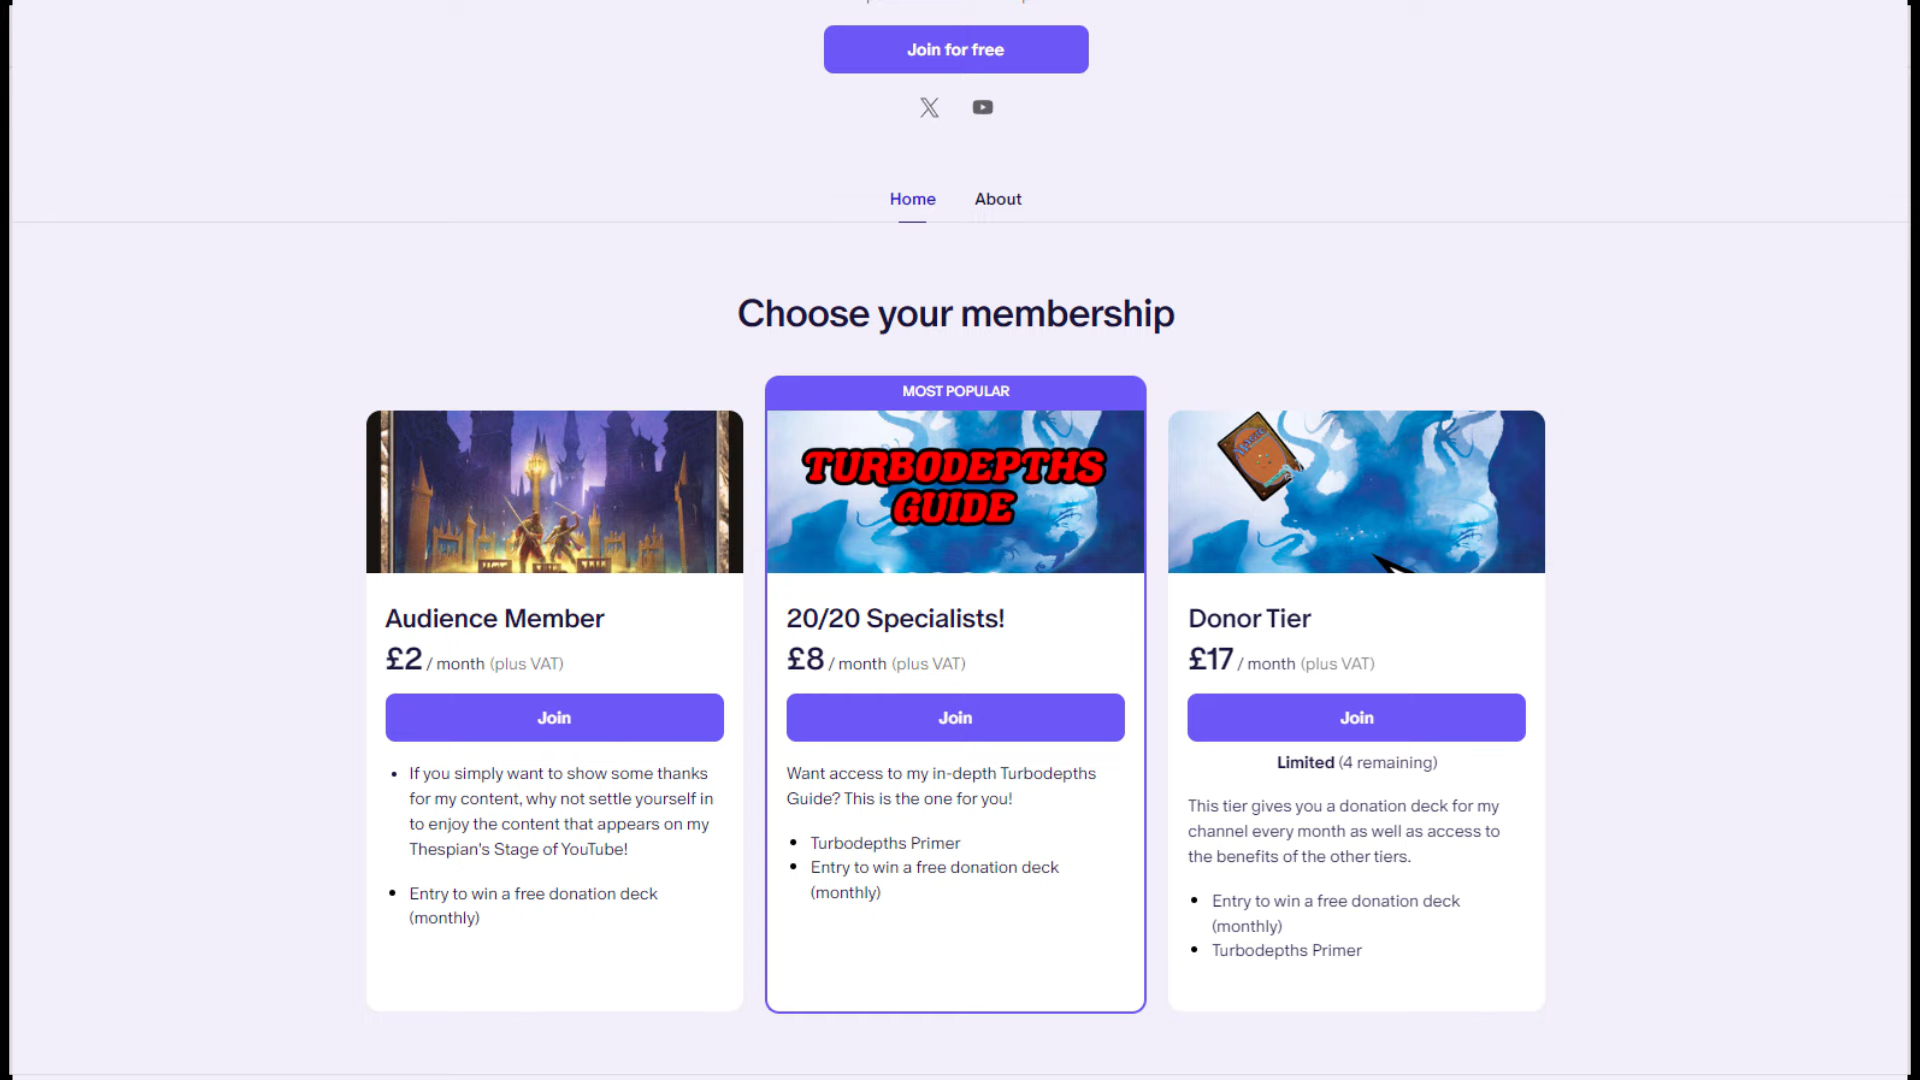 Join for free
Home About
Choose your membership
MOST POPULAR
TURBODEPTHS
GUIDE
Audience Member
£2 / month (plus VAT)
Join
If you simply want to show some thanks
for my content, why not settle yourself in
to enjoy the content that appears on my
Thespian's Stage of YouTube!
Entry to win a free donation deck
(monthly)
20/20 Specialists!
£8 / month (plus VAT)
Join
Want access to my in-depth Turbodepths
Guide? This is the one for you!
Turbodepths Primer
Entry to win a free donation deck
(monthly)
Donor Tier
£17 / month (plus VAT)
Join
Limited (4 remaining)
This tier gives you a donation deck for my
channel every month as well as access to
the benefits of the other tiers.
Entry to win a free donation deck
(monthly)
Turbodepths Primer